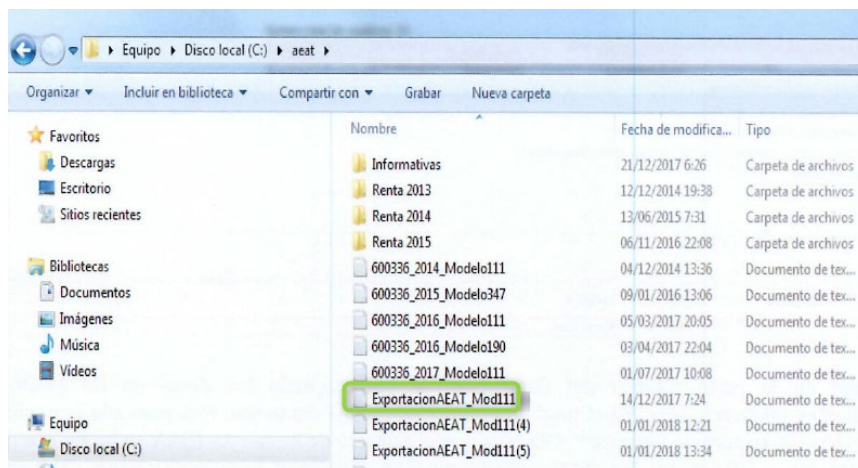 Equipo ▸ Disco local (C:) ▸ aeat ▸
Organizar Incluir en biblioteca Compartir con Grabar Nueva carpeta
Nombre Fecha de modifica... Tipo
Favoritos
Descargas
Escritorio
Sitios recientes
Bibliotecas
Documentos
Imágenes
Música
Vídeos
Equipo
Disco local (C:)
Informativas 21/12/2017 6:26 Carpeta de archivos
Renta 2013 12/12/2014 19:38 Carpeta de archivos
Renta 2014 13/06/2015 7:31 Carpeta de archivos
Renta 2015 06/11/2016 22:08 Carpeta de archivos
600336_2014_Modelo111 04/12/2014 13:36 Documento de tex...
600336_2015_Modelo347 09/01/2016 13:06 Documento de tex...
600336_2016_Modelo111 05/03/2017 20:05 Documento de tex...
600336_2016_Modelo190 03/04/2017 22:04 Documento de tex...
600336_2017_Modelo111 01/07/2017 10:08 Documento de tex...
ExportacionAEAT_Mod111 14/12/2017 7:24 Documento de tex...
ExportacionAEAT_Mod111(4) 01/01/2018 12:21 Documento de tex...
ExportacionAEAT_Mod111(5) 01/01/2018 13:34 Documento de tex...